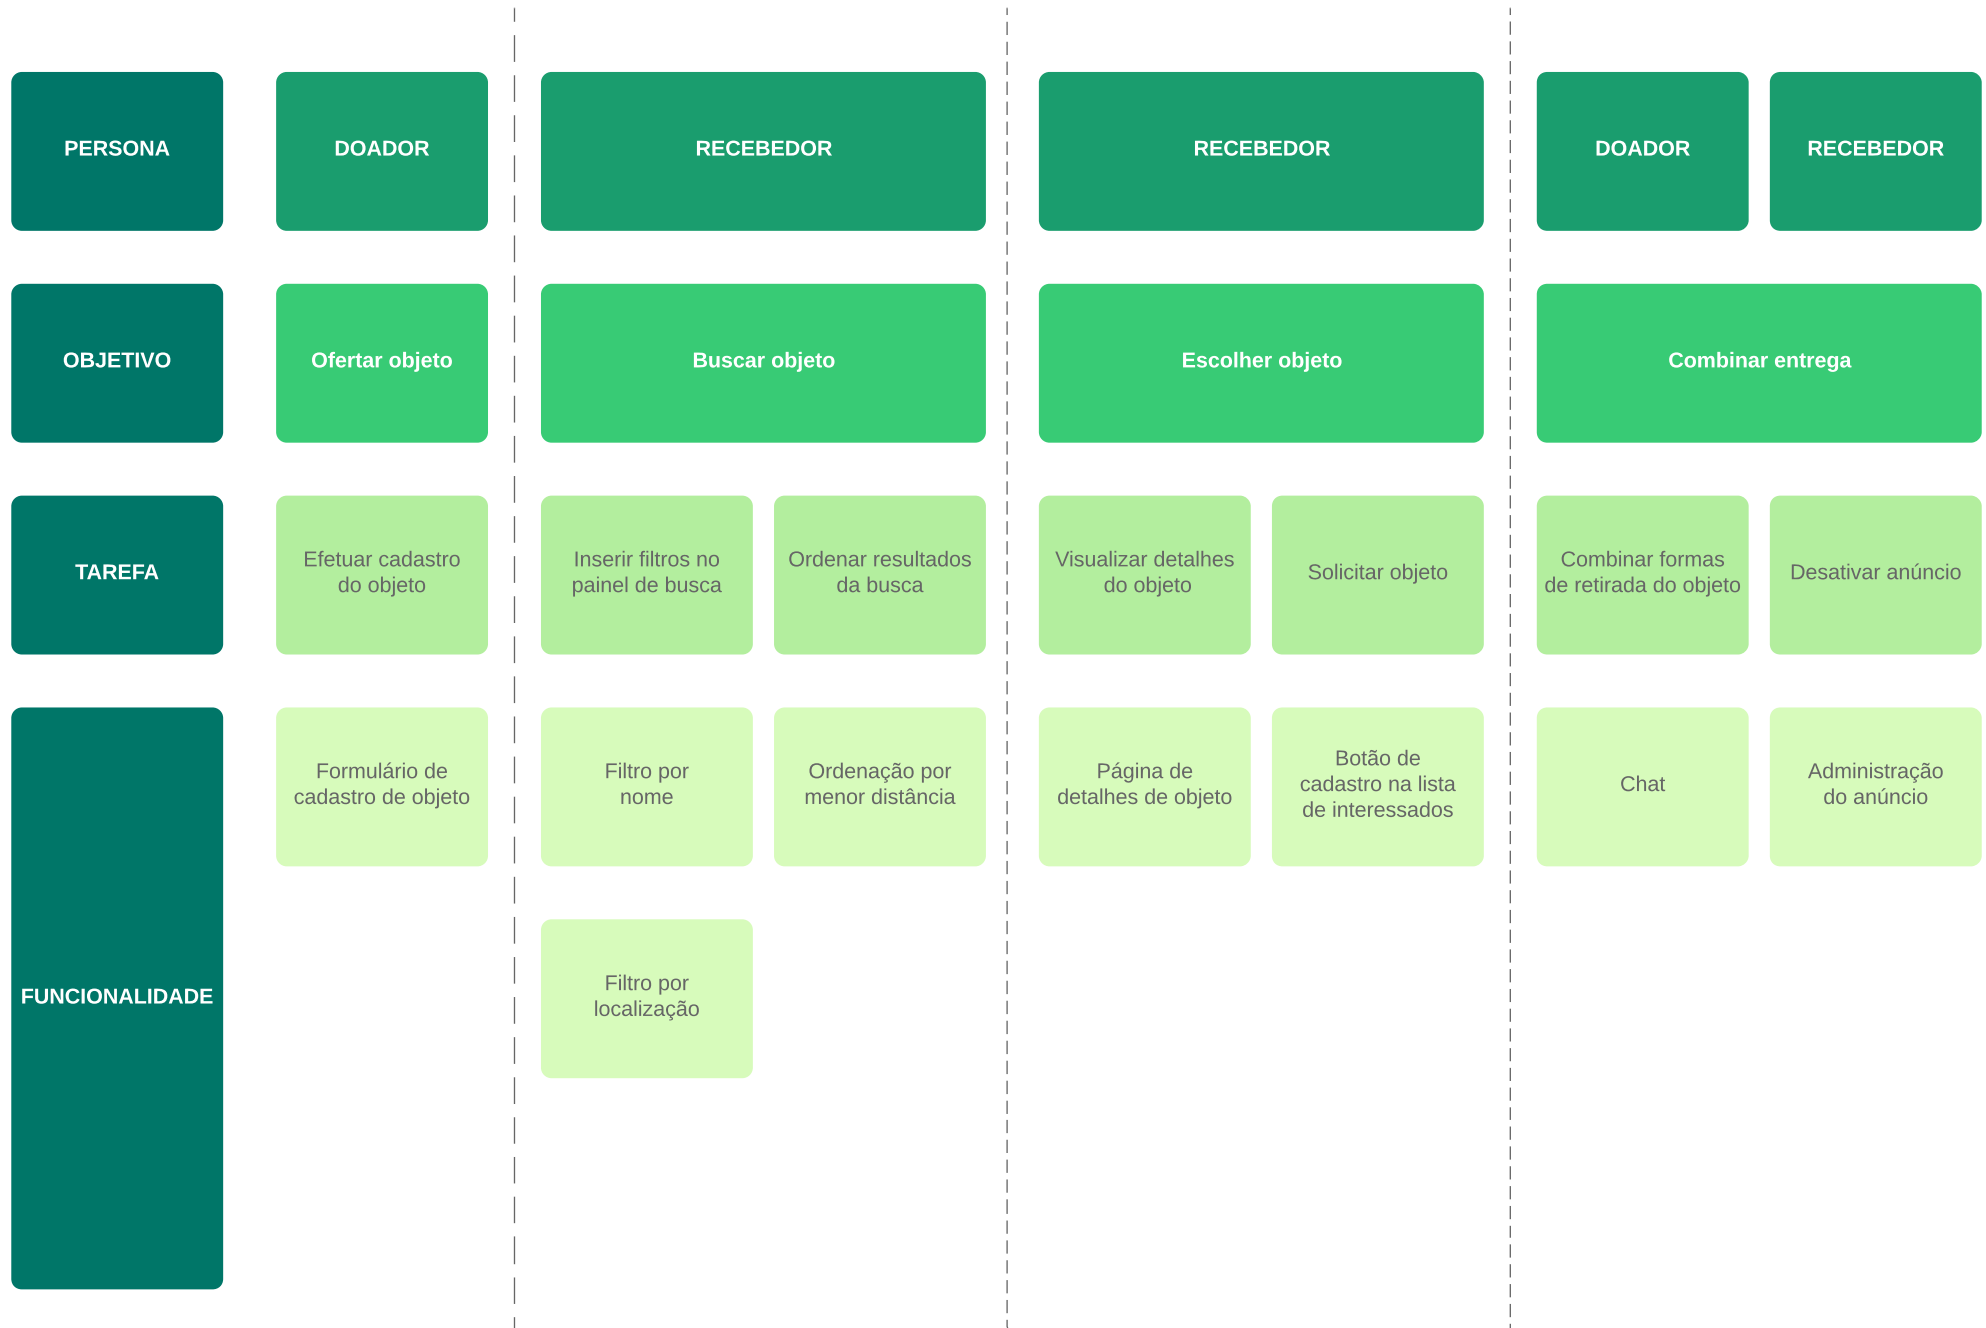 PERSONA
DOADOR
RECEBEDOR
RECEBEDOR
DOADOR
RECEBEDOR
OBJETIVO
Ofertar objeto
Buscar objeto
Escolher objeto
Combinar entrega
TAREFA
Efetuar cadastro
do objeto
Inserir filtros no
painel de busca
Ordenar resultados
da busca
Visualizar detalhes
do objeto
Solicitar objeto
Combinar formas
de retirada do objeto
Desativar anúncio
FUNCIONALIDADE
Formulário de
cadastro de objeto
Filtro por
nome
Ordenação por
menor distância
Página de
detalhes de objeto
Botão de
cadastro na lista
de interessados
Chat
Administração
do anúncio
Filtro por
localização